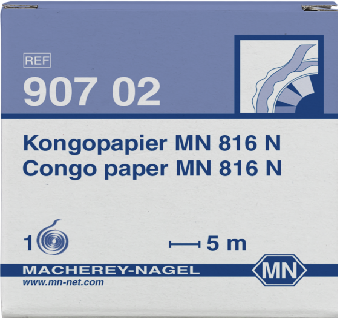 REF
907 02
Kongopapier MN 816 N
Congo paper MN 816 N
1 5 m
MACHEREY-NAGEL MN
www.mn-net.com